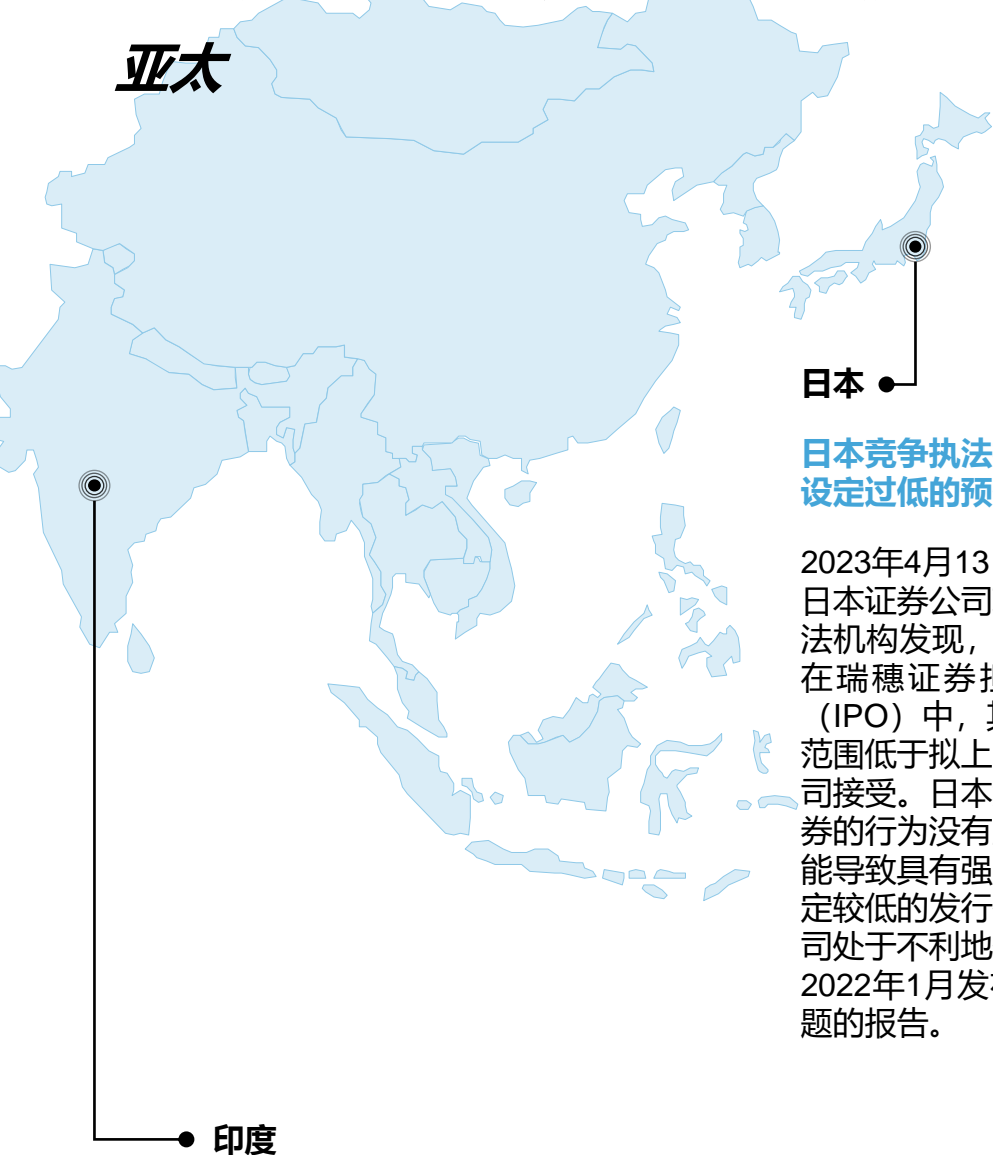 亚太
日本
日本竞争执法
设定过低的预
2023年4月13
日本证券公司
法机构发现，
在瑞穗证券
（IPO）中，
范围低于拟上
司接受。日本
券的行为没有
能导致具有强
定较低的发行
司处于不利地
2022年1月发
题的报告。
印度